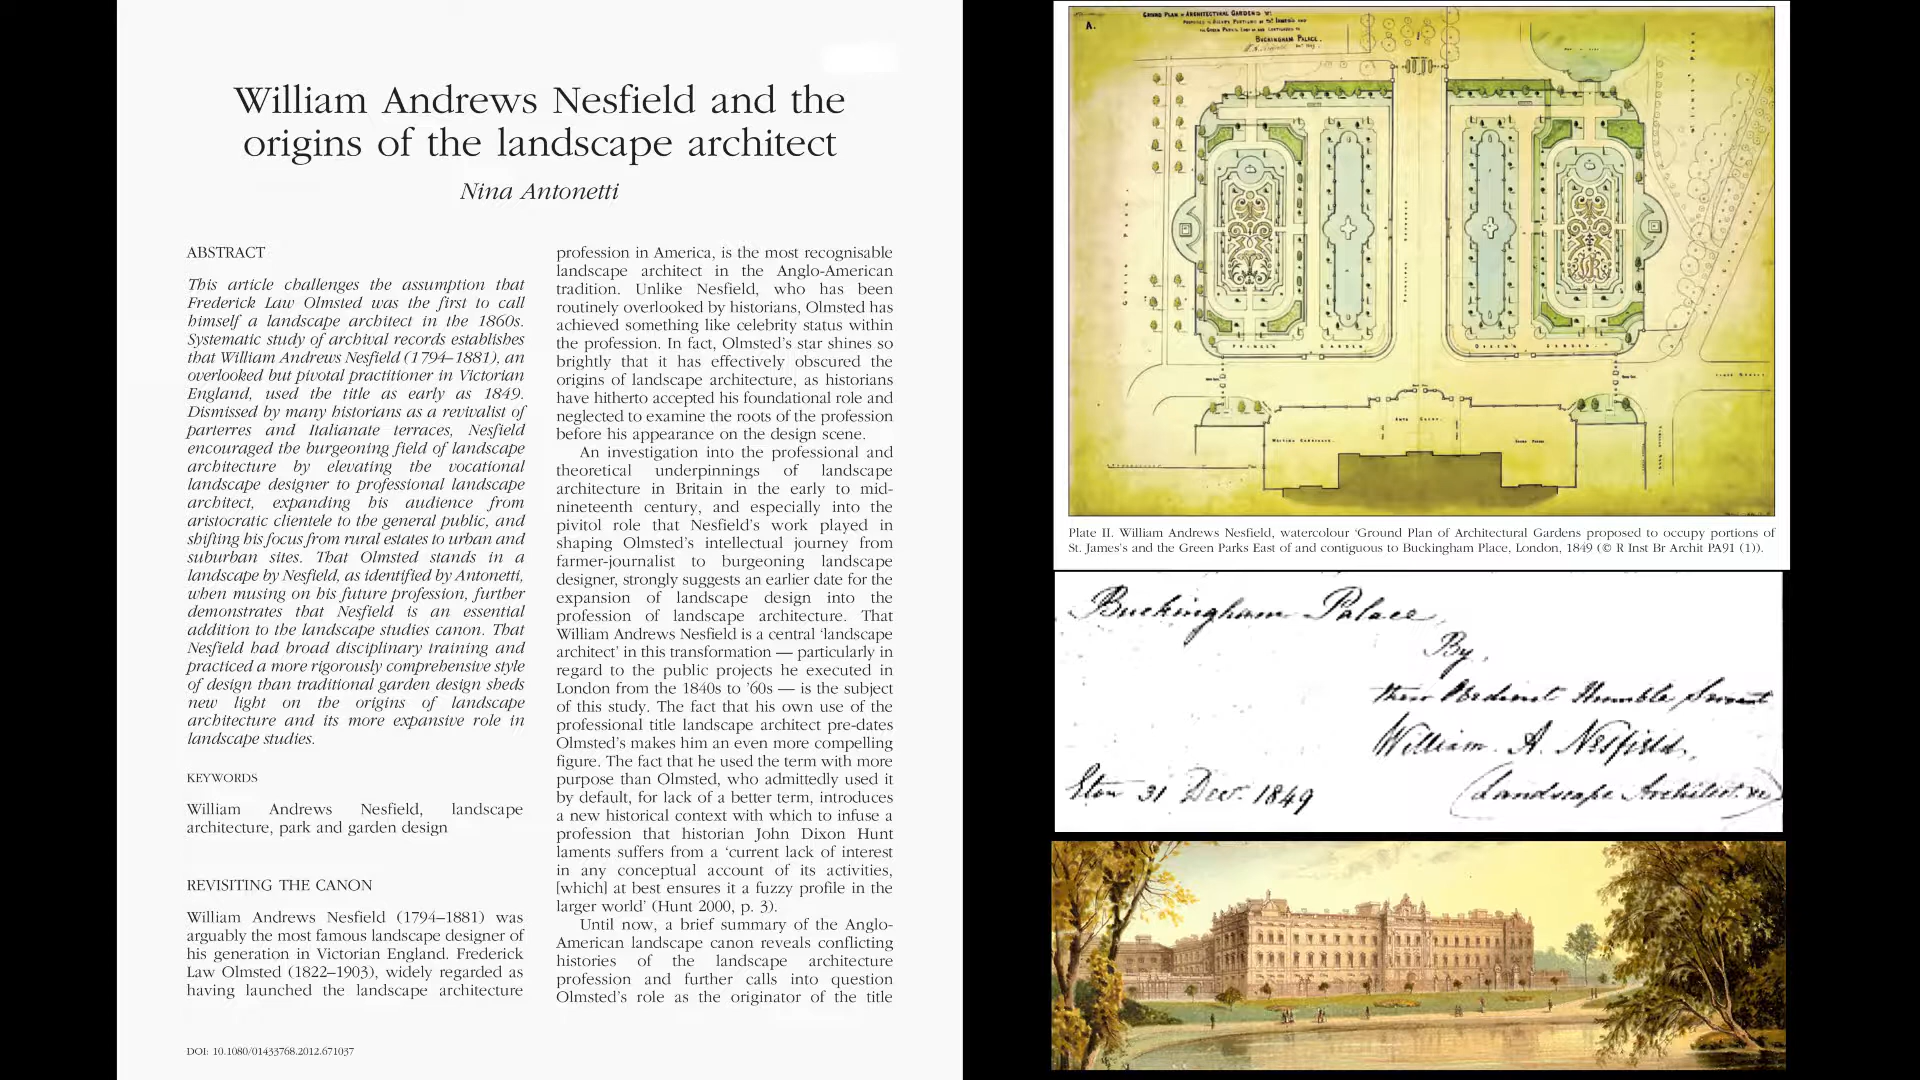 William Andrews Nesfield and the
origins of the landscape architect
Nina Antonetti
ABSTRACT
This article challenges the assumption that
Frederick Law Olmsted was the first to call
himself a landscape architect in the 1860s.
Systematic study of archival records establishes
that William Andrews Nesfield (1794–1881), an
overlooked but pivotal practitioner in Victorian
England, used the title as early as 1849.
Dismissed by many historians as a revivalist of
parterres and Italianate terraces, Nesfield
encouraged the burgeoning field of landscape
architecture by elevating the vocational
landscape designer to professional landscape
architect, expanding his audience from
aristocratic clientele to the general public, and
shifting his focus from rural estates to urban and
suburban sites. That Olmsted stands in a
landscape by Nesfield, as identified by Antonetti,
when musing on his future profession, further
demonstrates that Nesfield is an essential
addition to the landscape studies canon. That
Nesfield had broad disciplinary training and
practiced a more rigorously comprehensive style
of design than traditional garden design sheds
new light on the origins of landscape
architecture and its more expansive role in
landscape studies.
KEYWORDS
William Andrews Nesfield, landscape
architecture, park and garden design
REVISITING THE CANON
William Andrews Nesfield (1794–1881) was
arguably the most famous landscape designer of
his generation in Victorian England. Frederick
Law Olmsted (1822–1903), widely regarded as
having launched the landscape architecture
DOI: 10.1080/01433768.2012.671037
profession in America, is the most recognisable
landscape architect in the Anglo-American
tradition. Unlike Nesfield, who has been
routinely overlooked by historians, Olmsted has
achieved something like celebrity status within
the profession. In fact, Olmsted's star shines so
brightly that it has effectively obscured the
origins of landscape architecture, as historians
have hitherto accepted his foundational role and
neglected to examine the roots of the profession
before his appearance on the design scene.
An investigation into the professional and
theoretical underpinnings of landscape
architecture in Britain in the early to mid-
nineteenth century, and especially into the
pivitol role that Nesfield's work played in
shaping Olmsted's intellectual journey from
farmer-journalist to burgeoning landscape
designer, strongly suggests an earlier date for the
expansion of landscape design into the
profession of landscape architecture. That
William Andrews Nesfield is a central 'landscape
architect' in this transformation — particularly in
regard to the public projects he executed in
London from the 1840s to '60s — is the subject
of this study. The fact that his own use of the
professional title landscape architect pre-dates
Olmsted's makes him an even more compelling
figure. The fact that he used the term with more
purpose than Olmsted, who admittedly used it
by default, for lack of a better term, introduces
a new historical context with which to infuse a
profession that historian John Dixon Hunt
laments suffers from a 'current lack of interest
in any conceptual account of its activities,
[which] at best ensures it a fuzzy profile in the
larger world' (Hunt 2000, p. 3).
Until now, a brief summary of the Anglo-
American landscape canon reveals conflicting
histories of the landscape architecture
profession and further calls into question
Olmsted's role as the originator of the title
A.
GROUND PLAN OF ARCHITECTURAL GARDENS
BUCKINGHAM PALACE.
PRINCE'S GARDEN
QUEEN'S GARDEN
Plate II. William Andrews Nesfield, watercolour 'Ground Plan of Architectural Gardens proposed to occupy portions of
St. James's and the Green Parks East of and contiguous to Buckingham Place, London, 1849 (© R Inst Br Archit PA91 (1)).
Buckingham Palace,
By,
their Obedient Humble Servant
William A. Nesfield,
Eton 31 Decr. 1849
(Landscape Architect &c)